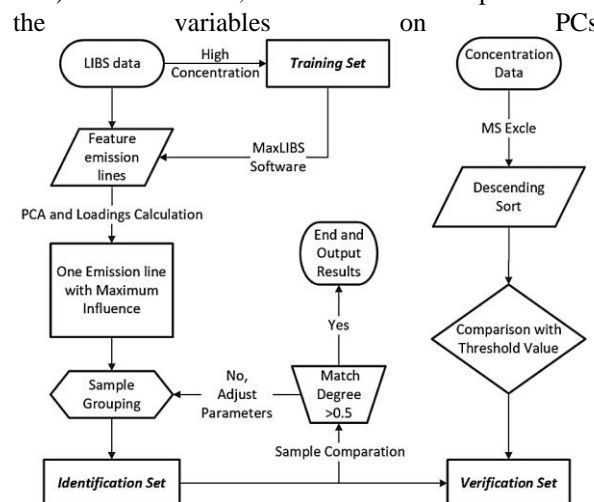 the variables on PCs
LIBS data
High
Concentration
Training Set
Concentration
Data
Feature
emission
lines
MaxLIBS
Software
MS Excle
PCA and Loadings Calculation
Descending
Sort
One Emission line
with Maximum
Influence
End and
Output
Results
Yes
Comparison with
Threshold Value
Sample
Grouping
No,
Adjust
Parameters
Match
Degree
>0.5
Sample Comparation
Identification Set
Verification Set